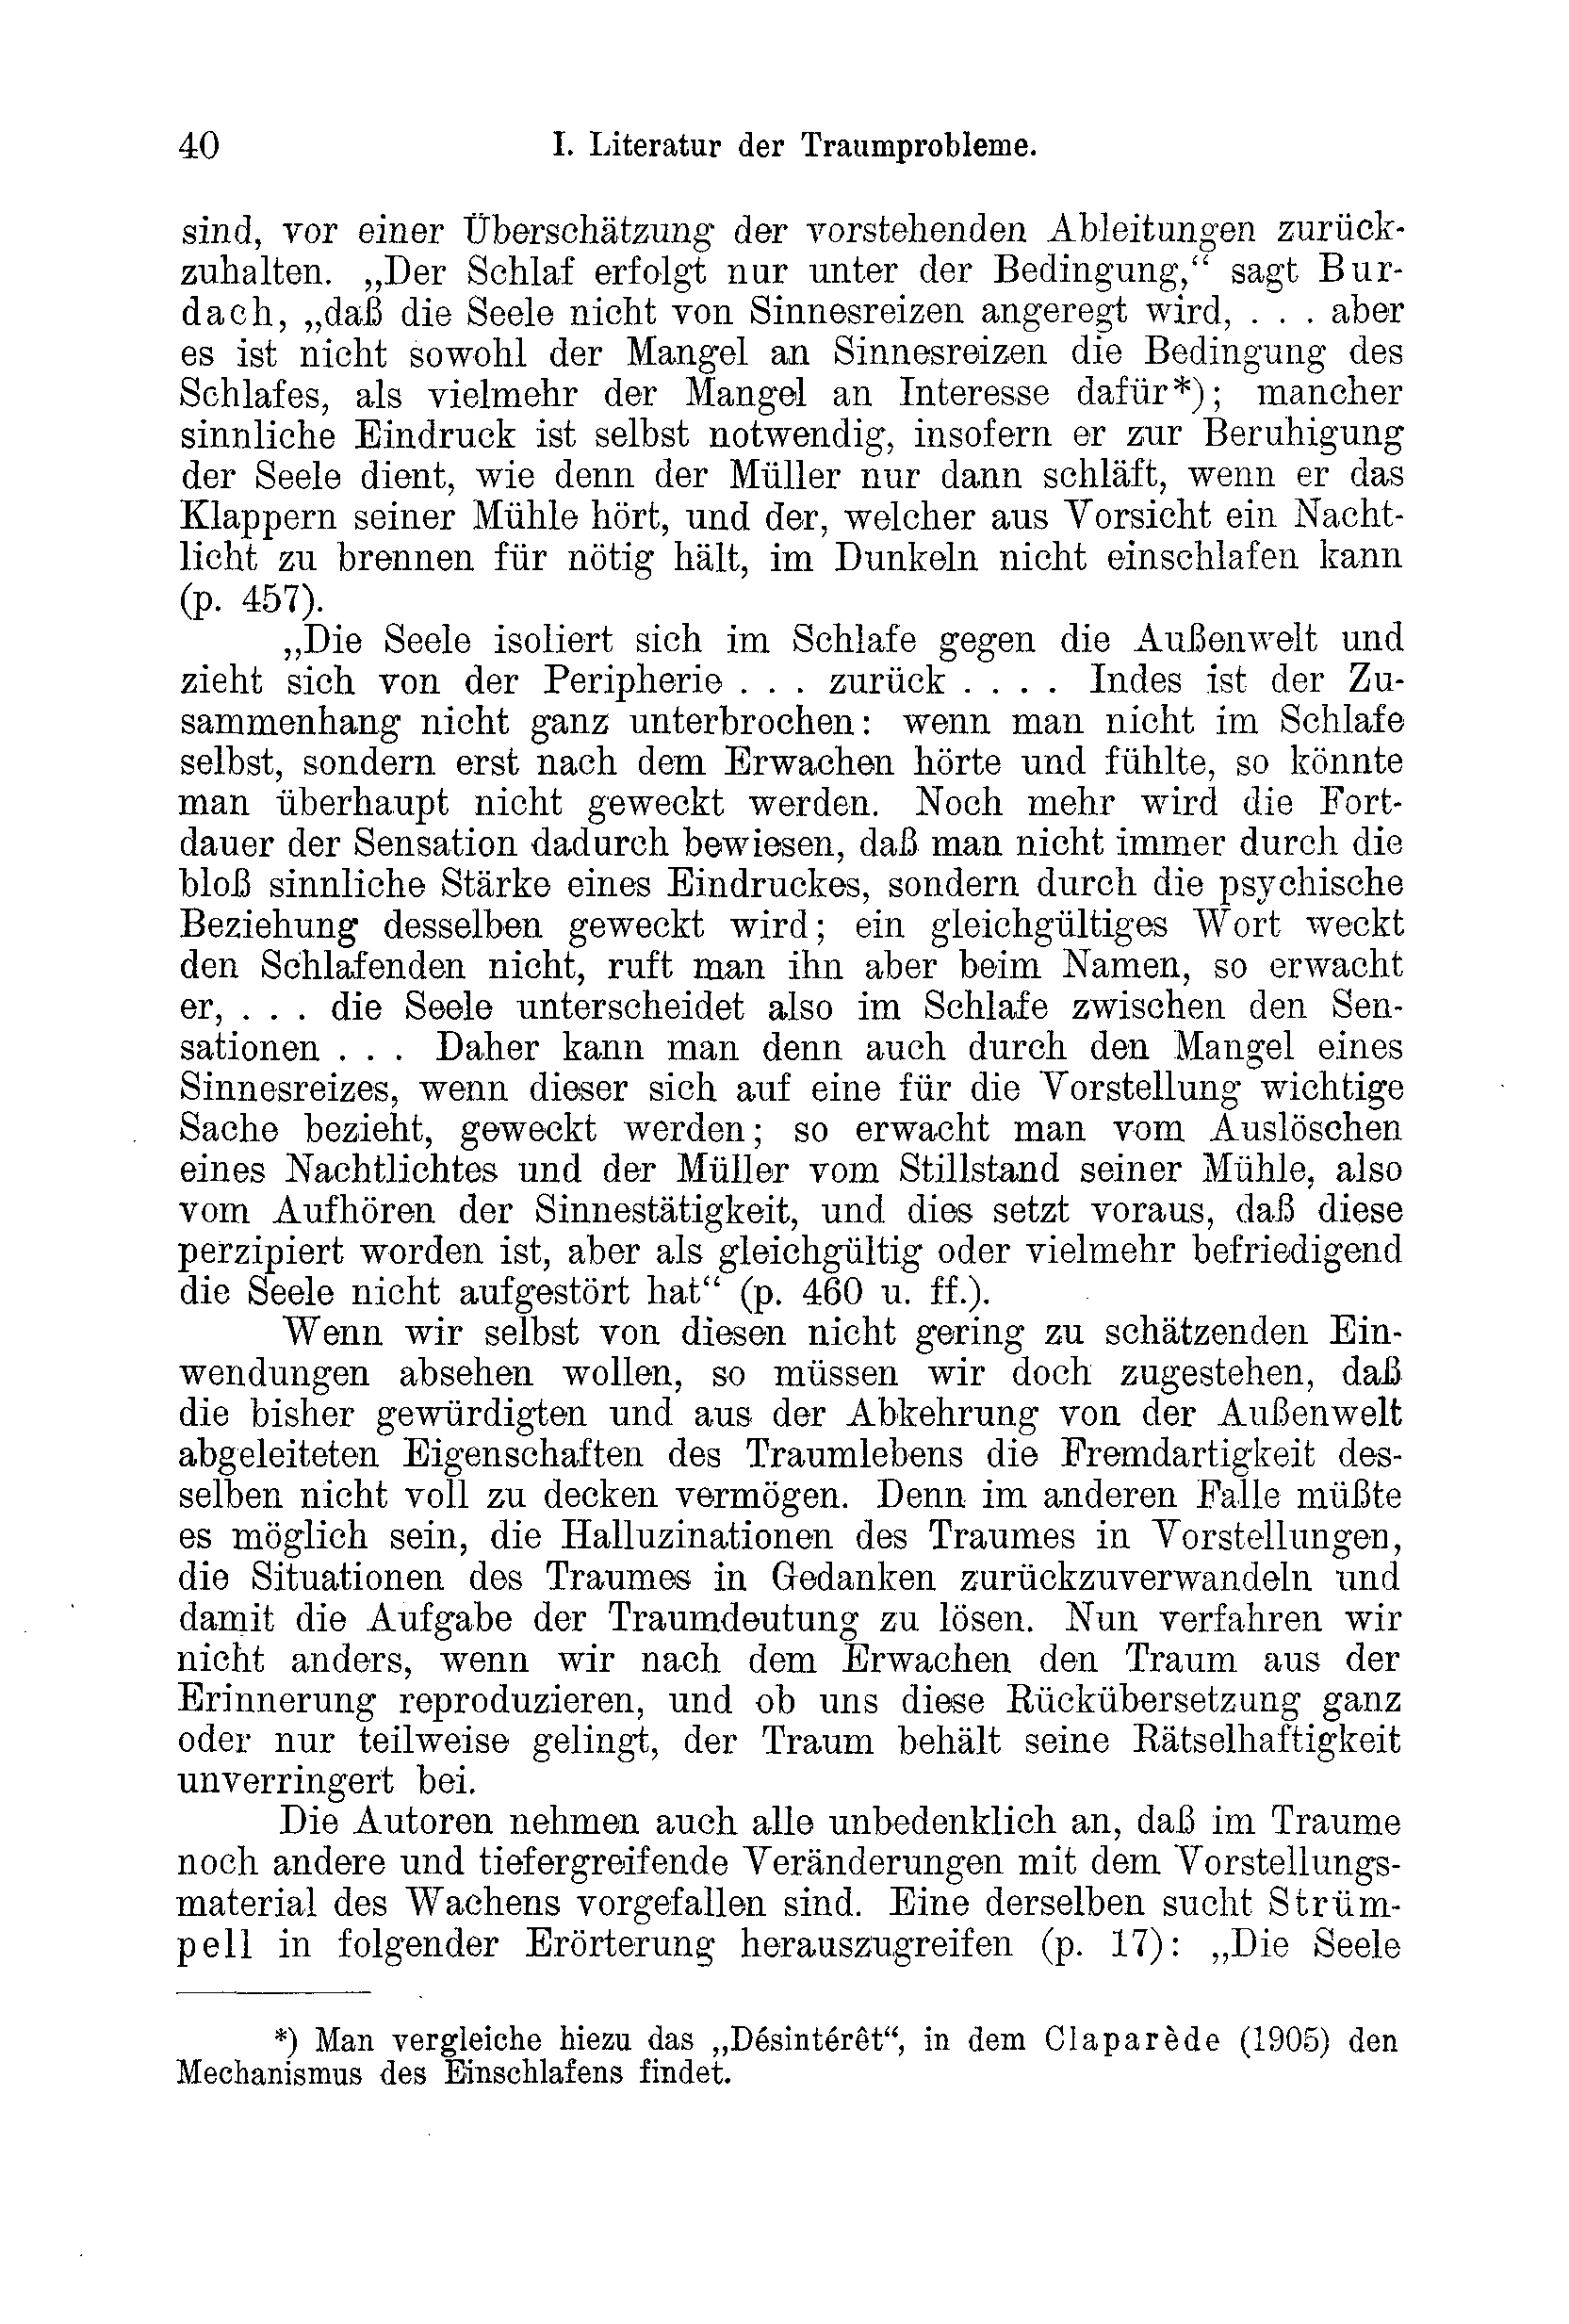 40 I. Literatur der Traumprobleme.
sind, vor einer Überschätzung der vorstehenden Ableitungen zurück-
zuhalten. „Der Schlaf erfolgt nur unter der Bedingung,“ sagt Bur-
dach, „daß die Seele nicht von Sinnesreizen angeregt wird, . . . aber
es ist nicht sowohl der Mangel an Sinnesreizen die Bedingung des
Schlafes, als vielmehr der Mangel an Interesse dafür*); mancher
sinnliche Eindruck ist selbst notwendig, insofern er zur Beruhigung
der Seele dient, wie denn der Müller nur dann schläft, wenn er das
Klappern seiner Mühle hört, und der, welcher aus Vorsicht ein Nacht-
licht zu brennen für nötig hält, im Dunkeln nicht einschlafen kann
(p. 457).
„Die Seele isoliert sich im Schlafe gegen die Außenwelt und
zieht sich von der Peripherie . . . zurück . . . . Indes ist der Zu-
sammenhang nicht ganz unterbrochen: wenn man nicht im Schlafe
selbst, sondern erst nach dem Erwachen hörte und fühlte, so könnte
man überhaupt nicht geweckt werden. Noch mehr wird die Fort-
dauer der Sensation dadurch bewiesen, daß man nicht immer durch die
bloß sinnliche Stärke eines Eindruckes, sondern durch die psychische
Beziehung desselben geweckt wird; ein gleichgültiges Wort weckt
den Schlafenden nicht, ruft man ihn aber beim Namen, so erwacht
er, . . . die Seele unterscheidet also im Schlafe zwischen den Sen-
sationen . . . Daher kann man denn auch durch den Mangel eines
Sinnesreizes, wenn dieser sich auf eine für die Vorstellung wichtige
Sache bezieht, geweckt werden; so erwacht man vom Auslöschen
eines Nachtlichtes und der Müller vom Stillstand seiner Mühle, also
vom Aufhören der Sinnestätigkeit, und dies setzt voraus, daß diese
perzipiert worden ist, aber als gleichgültig oder vielmehr befriedigend
die Seele nicht aufgestört hat“ (p. 460 u. ff.).
Wenn wir selbst von diesen nicht gering zu schätzenden Ein-
wendungen absehen wollen, so müssen wir doch zugestehen, daß
die bisher gewürdigten und aus der Abkehrung von der Außenwelt
abgeleiteten Eigenschaften des Traumlebens die Fremdartigkeit des-
selben nicht voll zu decken vermögen. Denn im anderen Falle müßte
es möglich sein, die Halluzinationen des Traumes in Vorstellungen,
die Situationen des Traumes in Gedanken zurückzuverwandeln und
damit die Aufgabe der Traumdeutung zu lösen. Nun verfahren wir
nicht anders, wenn wir nach dem Erwachen den Traum aus der
Erinnerung reproduzieren, und ob uns diese Rückübersetzung ganz
oder nur teilweise gelingt, der Traum behält seine Rätselhaftigkeit
unverringert bei.
Die Autoren nehmen auch alle unbedenklich an, daß im Traume
noch andere und tiefergreifende Veränderungen mit dem Vorstellungs-
material des Wachens vorgefallen sind. Eine derselben sucht Strüm-
pell in folgender Erörterung herauszugreifen (p. 17): „Die Seele
*) Man vergleiche hiezu das „Désintérêt“, in dem Claparède (1905) den
Mechanismus des Einschlafens findet.